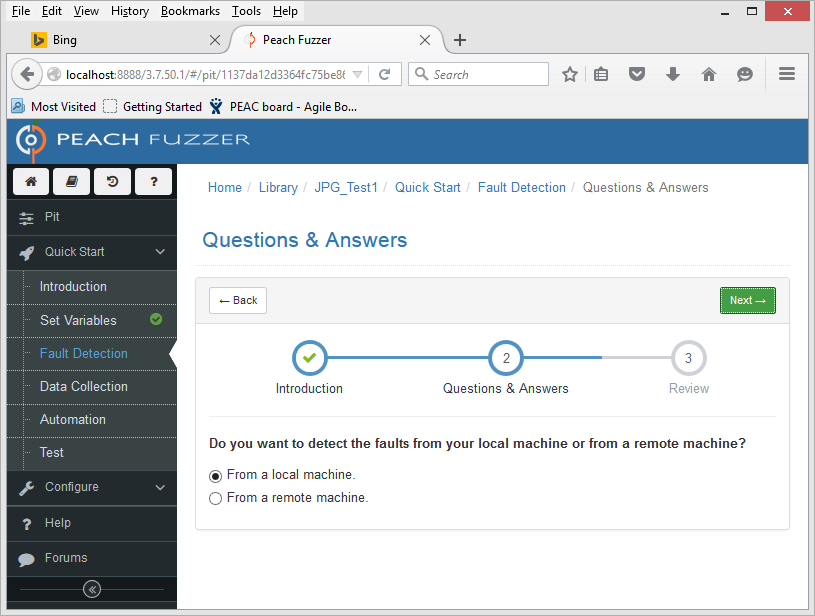 File Edit View History Bookmarks Tools Help
Bing
Peach Fuzzer
localhost:8888/3.7.50.1/#/pit/1137da12d3364fc75be86
Search
Most Visited Getting Started PEAC board - Agile Bo...
PEACH FUZZER
?
Home / Library / JPG_Test1 / Quick Start / Fault Detection / Questions & Answers
Pit
Quick Start
Introduction
Set Variables
Fault Detection
Data Collection
Automation
Test
Configure
? Help
Forums
Questions & Answers
← Back
Next →
2
3
Introduction
Questions & Answers
Review
Do you want to detect the faults from your local machine or from a remote machine?
From a local machine.
From a remote machine.